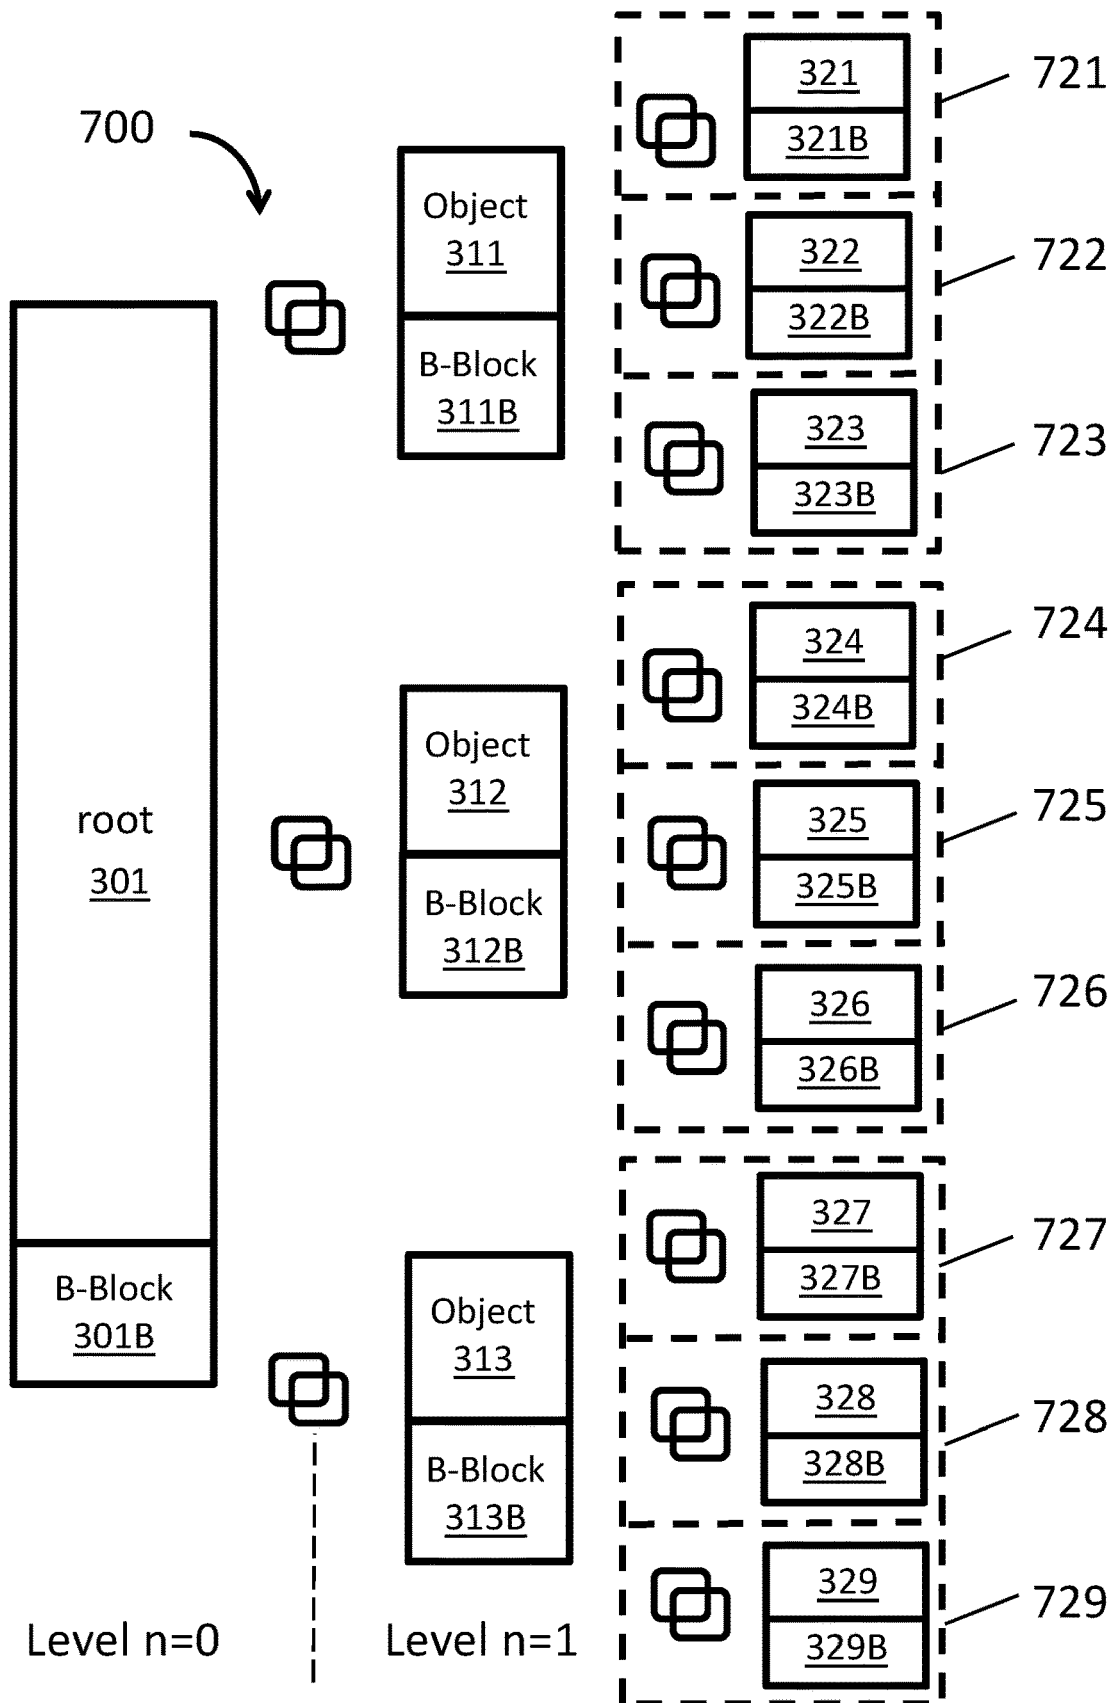 700
root
301
B-Block
301B
Level n=0
Object
311
B-Block
311B
Object
312
B-Block
312B
Object
313
B-Block
313B
Level n=1
321
321B
721
322
322B
722
323
323B
723
324
324B
724
325
325B
725
326
326B
726
327
327B
727
328
328B
728
329
329B
729